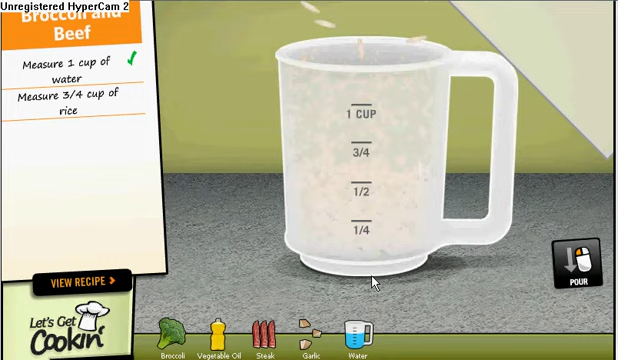 Unregistered HyperCam 2
Broccoli and
Beef
Measure 1 cup of
water
Measure 3/4 cup of
rice
1 CUP
3/4
1/2
1/4
POUR
VIEW RECIPE >
Let's Get
Cookin'
Broccoli
Vegetable Oil
Steak
Garlic
Water